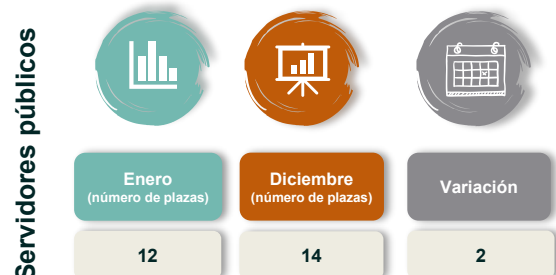 Servidores públicos
Enero
(número de plazas)
Diciembre
(número de plazas)
Variación
12
14
2